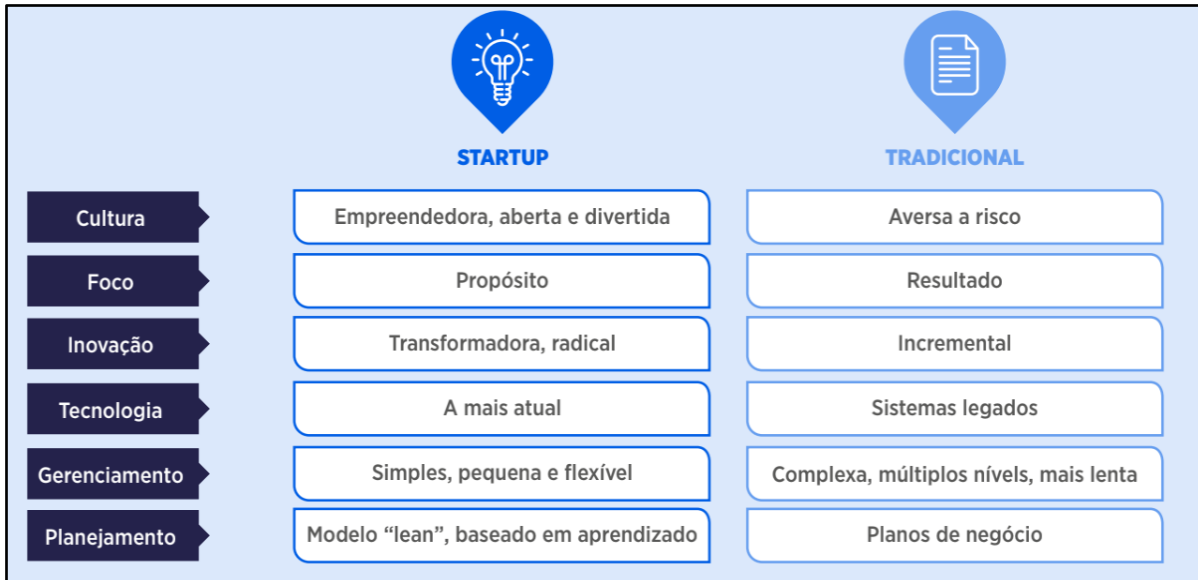 STARTUP
TRADICIONAL
Cultura
Empreendedora, aberta e divertida
Aversa a risco
Foco
Propósito
Resultado
Inovação
Transformadora, radical
Incremental
Tecnologia
A mais atual
Sistemas legados
Gerenciamento
Simples, pequena e flexível
Complexa, múltiplos níveis, mais lenta
Planejamento
Modelo “lean”, baseado em aprendizado
Planos de negócio